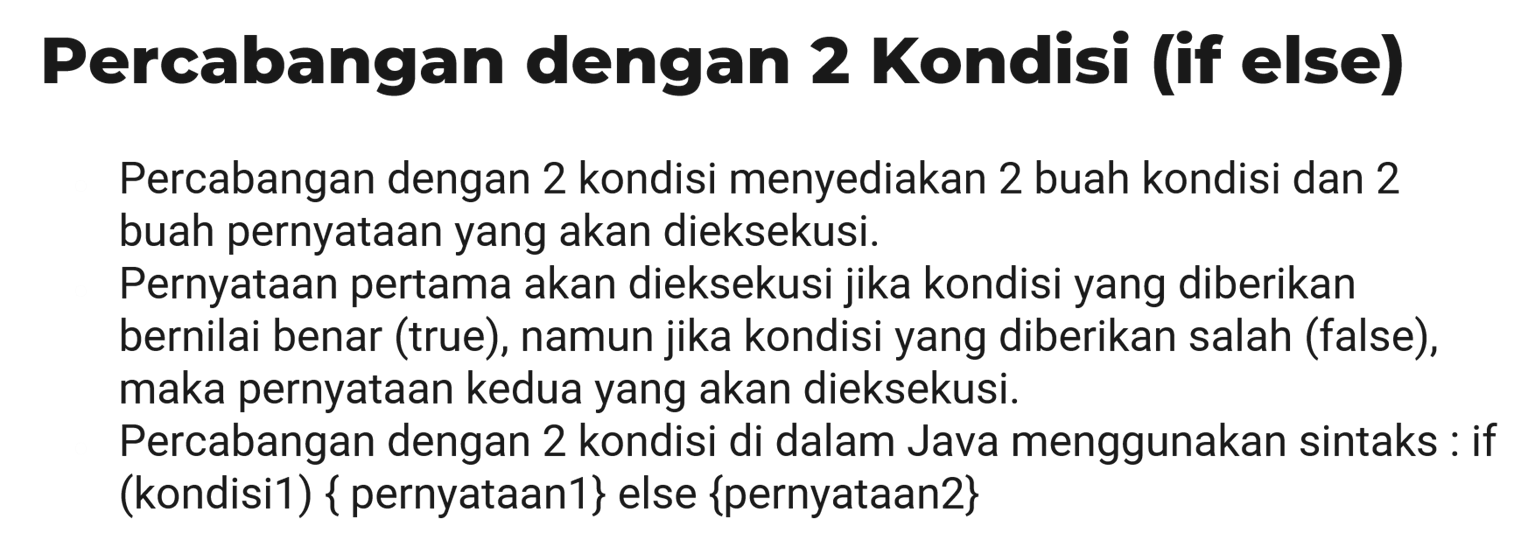 Percabangan dengan 2 Kondisi (if else)
Percabangan dengan 2 kondisi menyediakan 2 buah kondisi dan 2
buah pernyataan yang akan dieksekusi.
Pernyataan pertama akan dieksekusi jika kondisi yang diberikan
bernilai benar (true), namun jika kondisi yang diberikan salah (false),
maka pernyataan kedua yang akan dieksekusi.
Percabangan dengan 2 kondisi di dalam Java menggunakan sintaks : if
(kondisi1) { pernyataan1} else {pernyataan2}